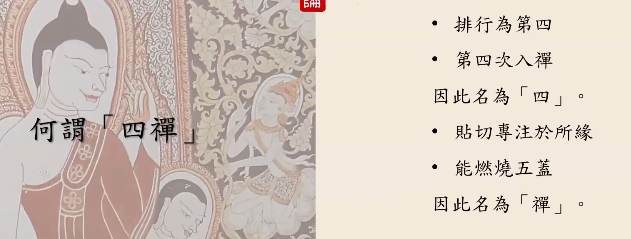 論
何謂「四禪」
• 排行為第四
• 第四次入禪
因此名為「四」。
• 貼切專注於所緣
• 能燃燒五蓋
因此名為「禪」。